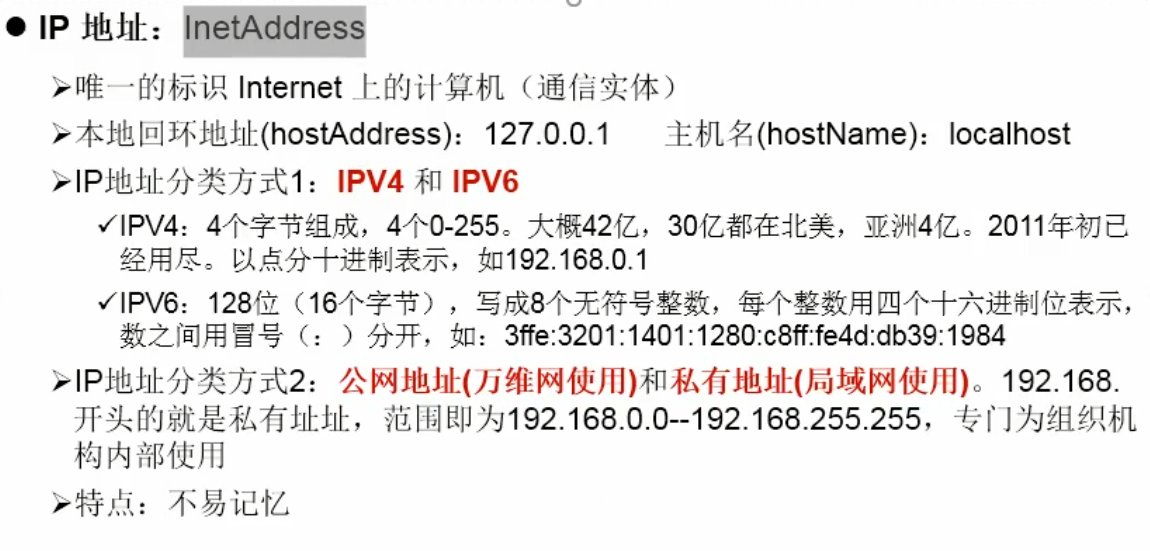 ● IP 地址：InetAddress
➢唯一的标识 Internet 上的计算机（通信实体）
➢本地回环地址(hostAddress)：127.0.0.1 主机名(hostName)：localhost
➢IP地址分类方式1：IPV4 和 IPV6
✓IPV4：4个字节组成，4个0-255。大概42亿，30亿都在北美，亚洲4亿。2011年初已
经用尽。以点分十进制表示，如192.168.0.1
✓IPV6：128位（16个字节），写成8个无符号整数，每个整数用四个十六进制位表示，
数之间用冒号（：）分开，如：3ffe:3201:1401:1280:c8ff:fe4d:db39:1984
➢IP地址分类方式2：公网地址(万维网使用)和私有地址(局域网使用)。192.168.
开头的就是私有址址，范围即为192.168.0.0--192.168.255.255，专门为组织机
构内部使用
➢特点：不易记忆